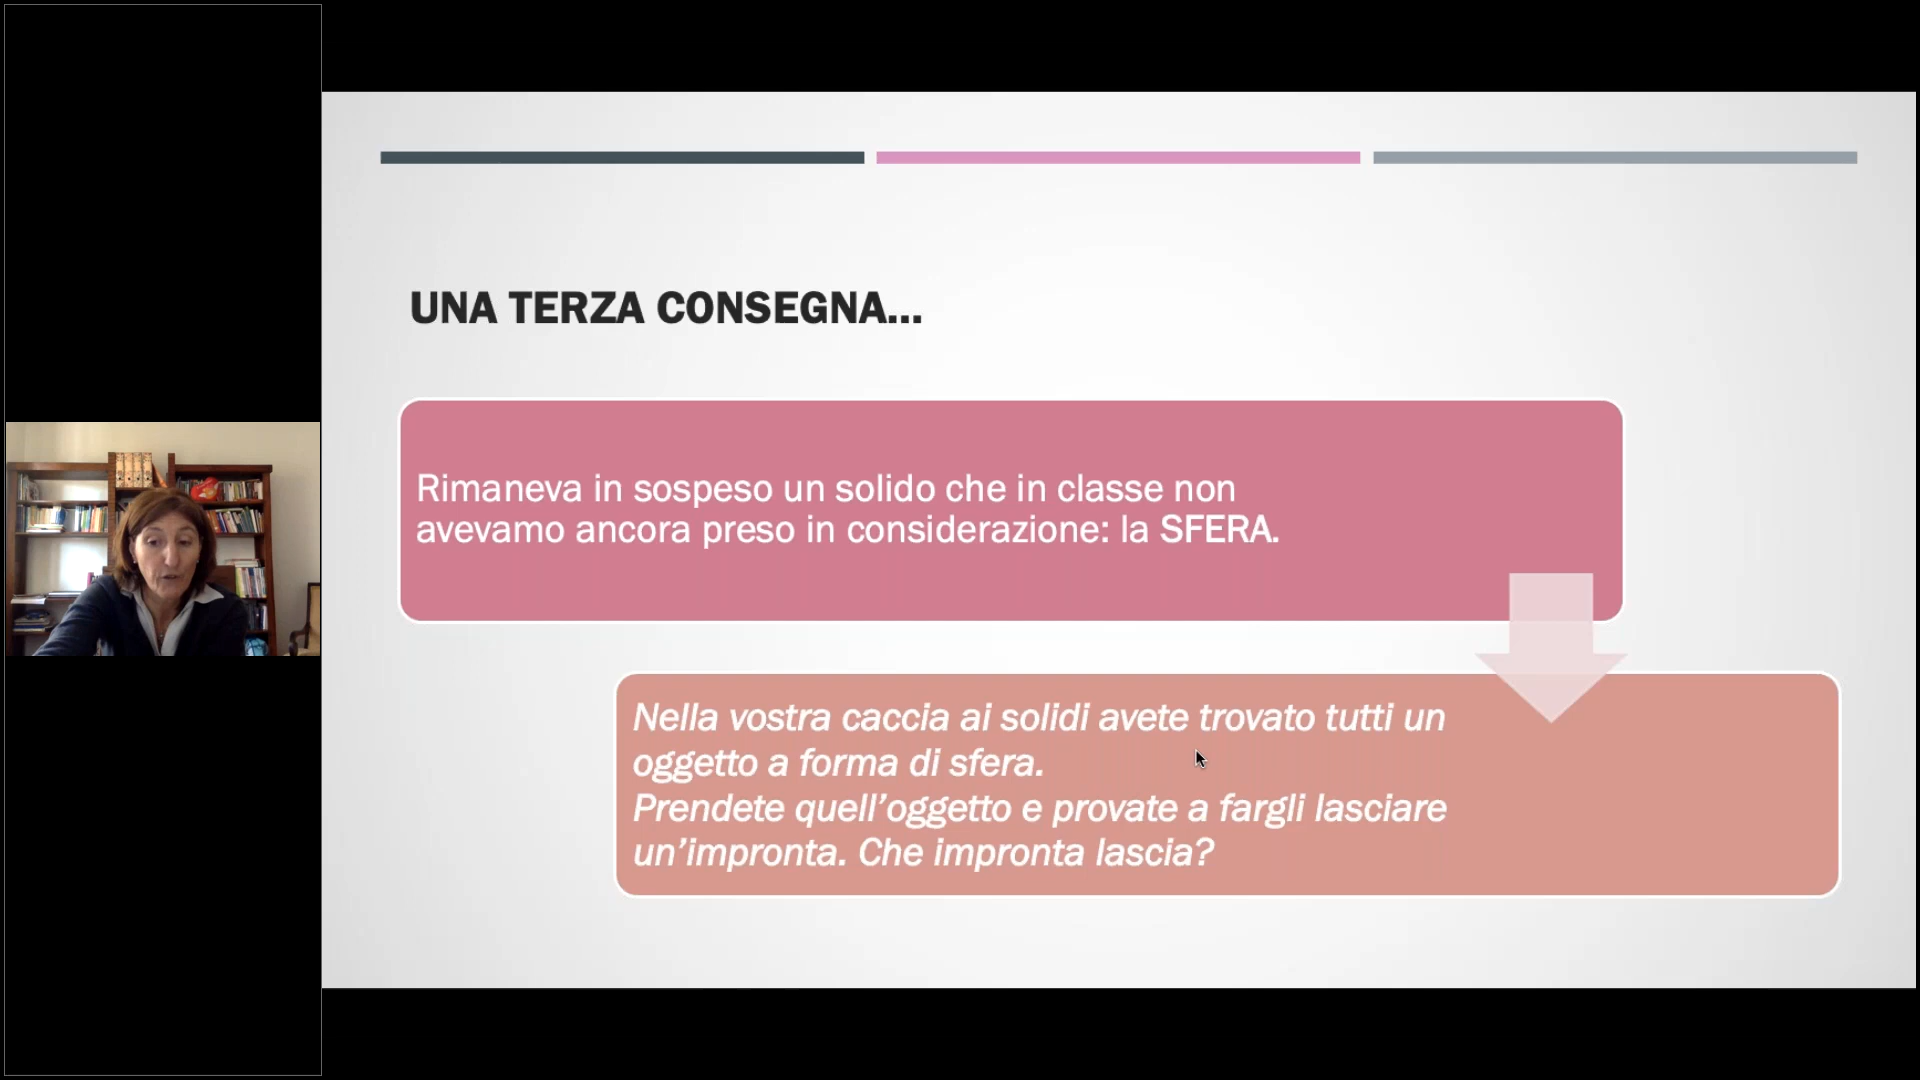 UNA TERZA CONSEGNA...
Rimaneva in sospeso un solido che in classe non
avevamo ancora preso in considerazione: la SFERA.
Nella vostra caccia ai solidi avete trovato tutti un
oggetto a forma di sfera.
Prendete quell’oggetto e provate a fargli lasciare
un’impronta. Che impronta lascia?